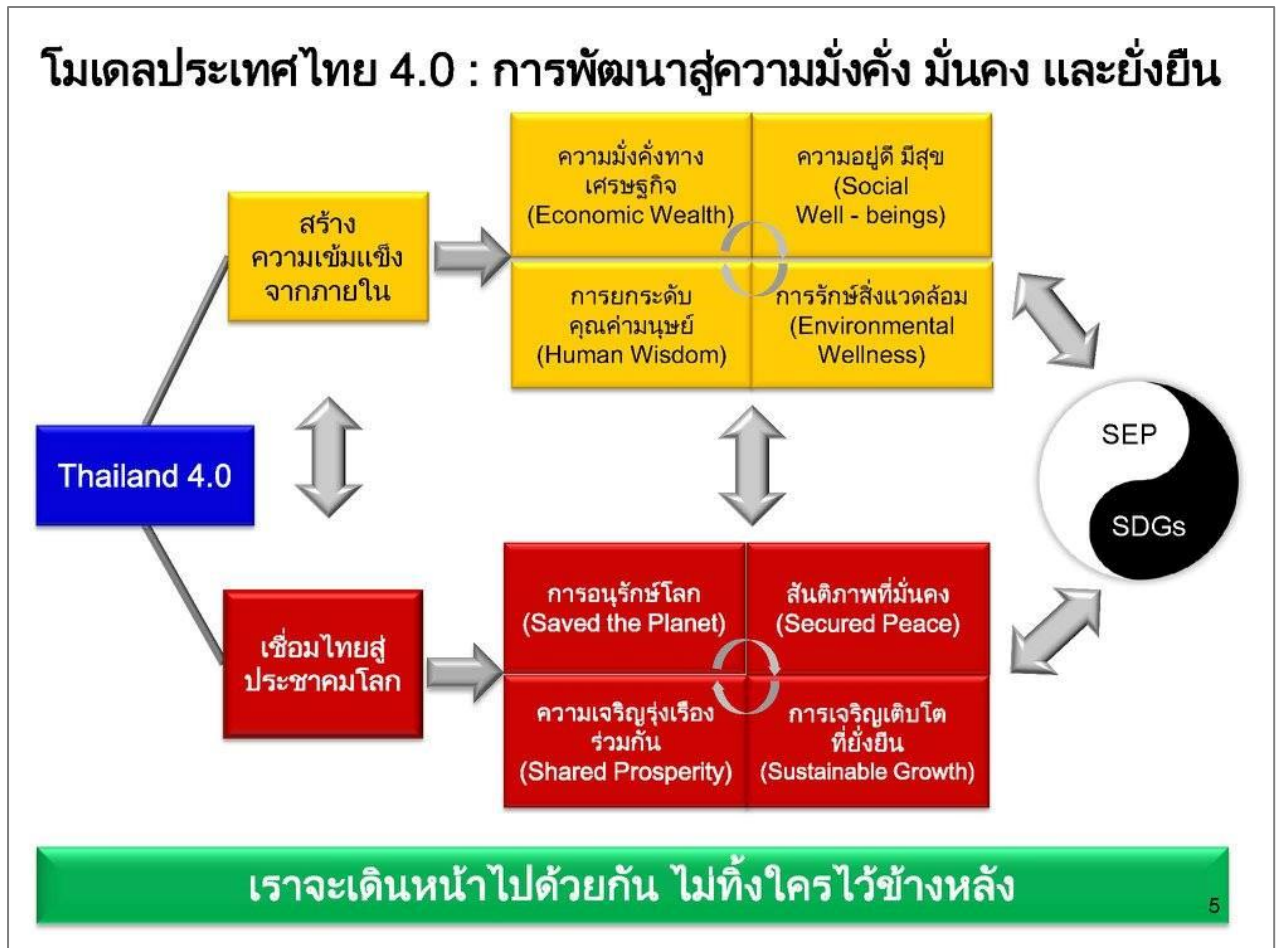 โมเดลประเทศไทย 4.0 : การพัฒนาสู่ความมั่งคั่ง มั่นคง และยั่งยืน
สร้าง
ความเข้มแข็ง
จากภายใน
ความมั่งคั่งทาง
เศรษฐกิจ
(Economic Wealth)
ความอยู่ดี มีสุข
(Social
Well - beings)
การยกระดับ
คุณค่ามนุษย์
(Human Wisdom)
การรักษ์สิ่งแวดล้อม
(Environmental
Wellness)
Thailand 4.0
SEP
SDGs
เชื่อมไทยสู่
ประชาคมโลก
การอนุรักษ์โลก
(Saved the Planet)
สันติภาพที่มั่นคง
(Secured Peace)
ความเจริญรุ่งเรือง
ร่วมกัน
(Shared Prosperity)
การเจริญเติบโต
ที่ยั่งยืน
(Sustainable Growth)
เราจะเดินหน้าไปด้วยกัน ไม่ทิ้งใครไว้ข้างหลัง
5